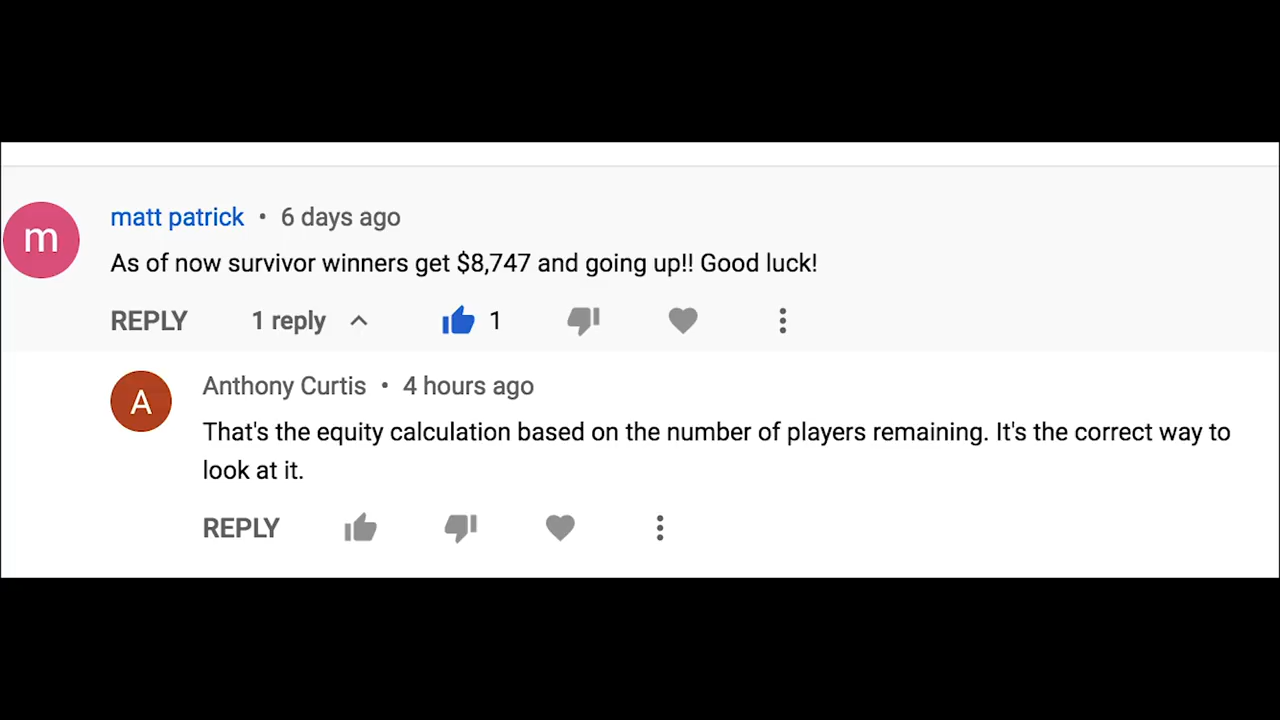 m
matt patrick • 6 days ago
As of now survivor winners get $8,747 and going up!! Good luck!
REPLY 1 reply 1
A
Anthony Curtis • 4 hours ago
That's the equity calculation based on the number of players remaining. It's the correct way to
look at it.
REPLY